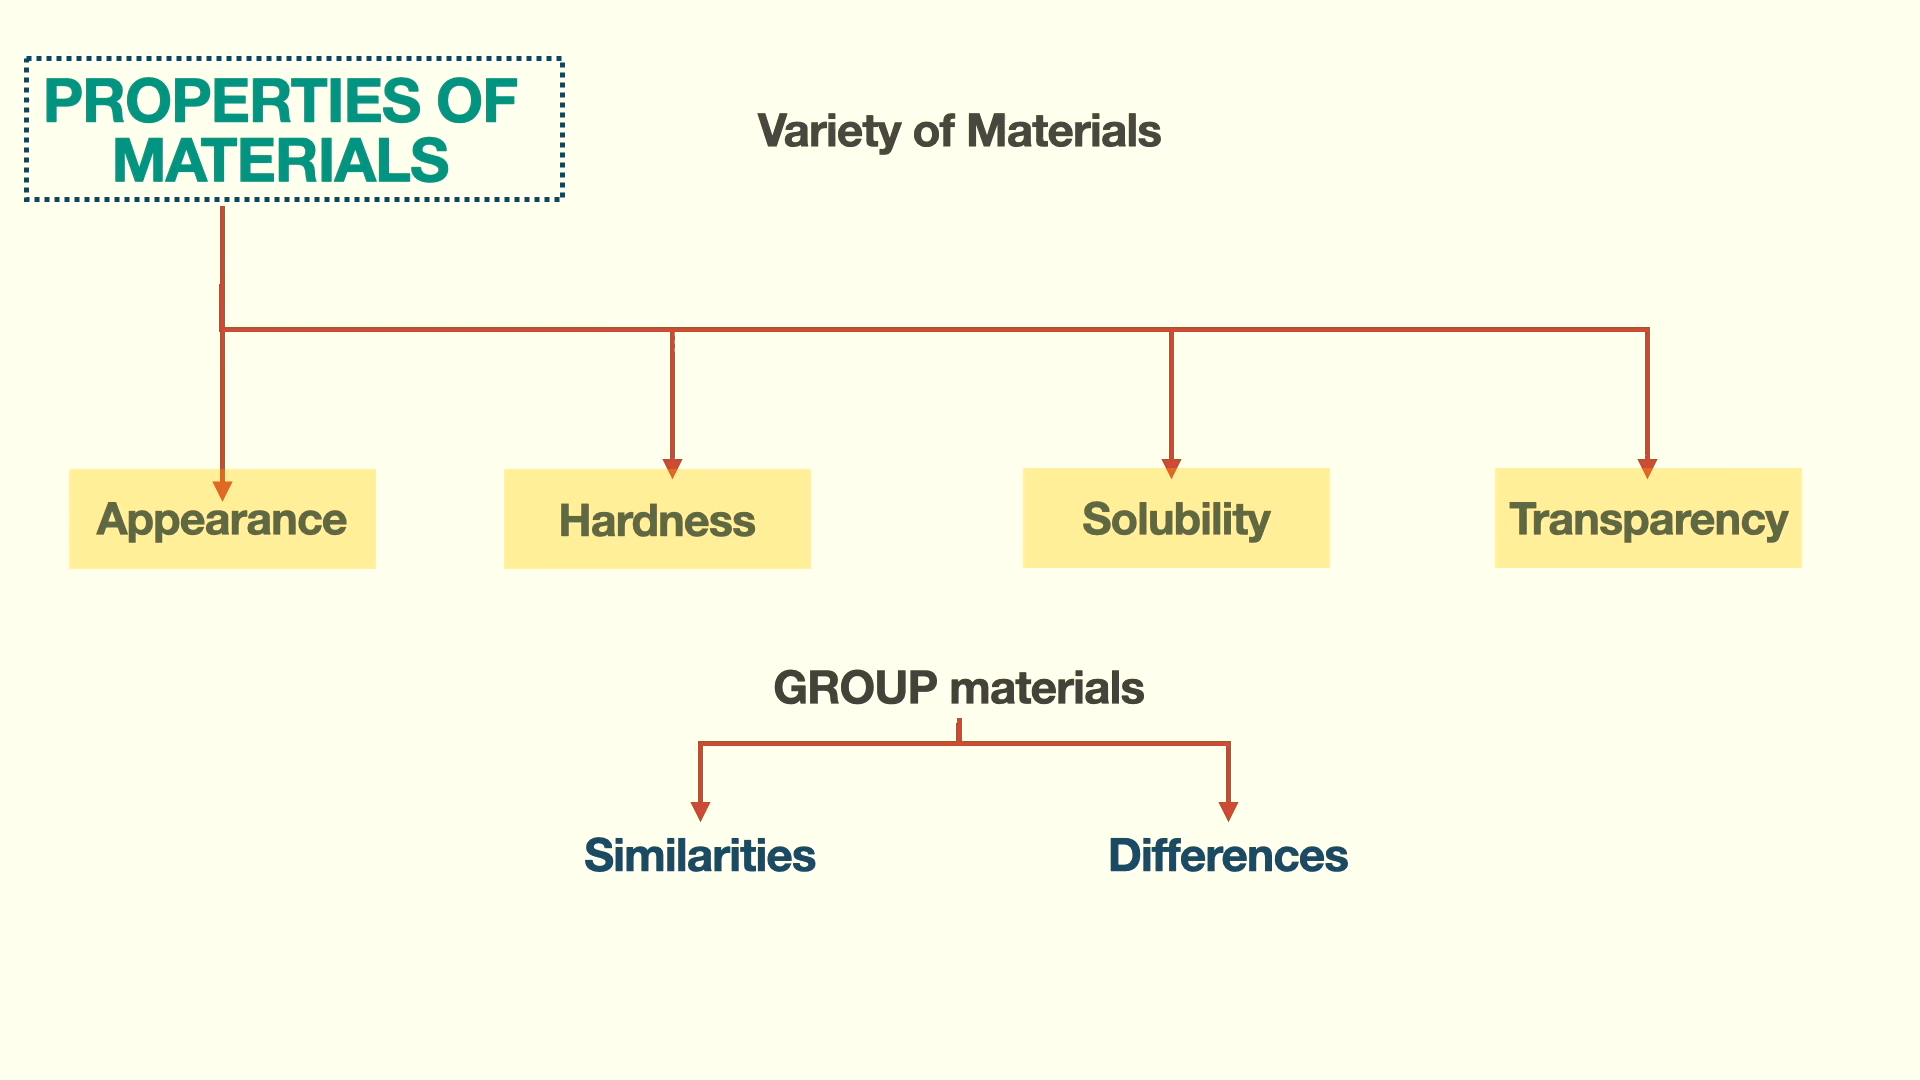 PROPERTIES OF
MATERIALS
Variety of Materials
Appearance
Hardness
Solubility
Transparency
GROUP materials
Similarities
Differences